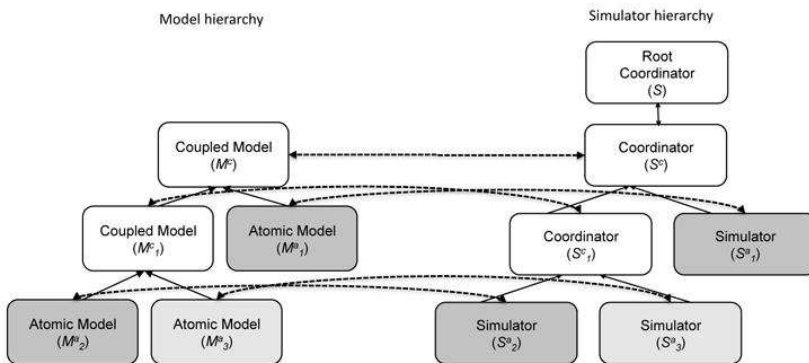 Model hierarchy
Simulator hierarchy
Root
Coordinator
(S)
Coupled Model
(Mᶜ)
Coordinator
(Sᶜ)
Coupled Model
(Mᶜ₁)
Atomic Model
(Mᵃ₁)
Coordinator
(Sᶜ₁)
Simulator
(Sᵃ₁)
Atomic Model
(Mᵃ₂)
Atomic Model
(Mᵃ₃)
Simulator
(Sᵃ₂)
Simulator
(Sᵃ₃)